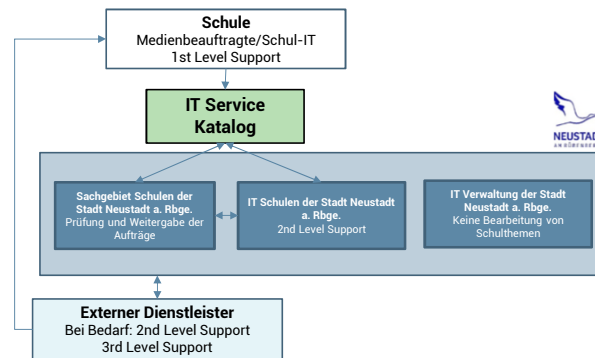 Schule
Medienbeauftragte/Schul-IT
1st Level Support
IT Service
Katalog
NEUSTADT
Sachgebiet Schulen der
Stadt Neustadt a. Rbge.
Prüfung und Weitergabe der
Aufträge
IT Schulen der Stadt Neustadt
a. Rbge.
2nd Level Support
IT Verwaltung der Stadt
Neustadt a. Rbge.
Keine Bearbeitung von
Schulthemen
Externer Dienstleister
Bei Bedarf: 2nd Level Support
3rd Level Support